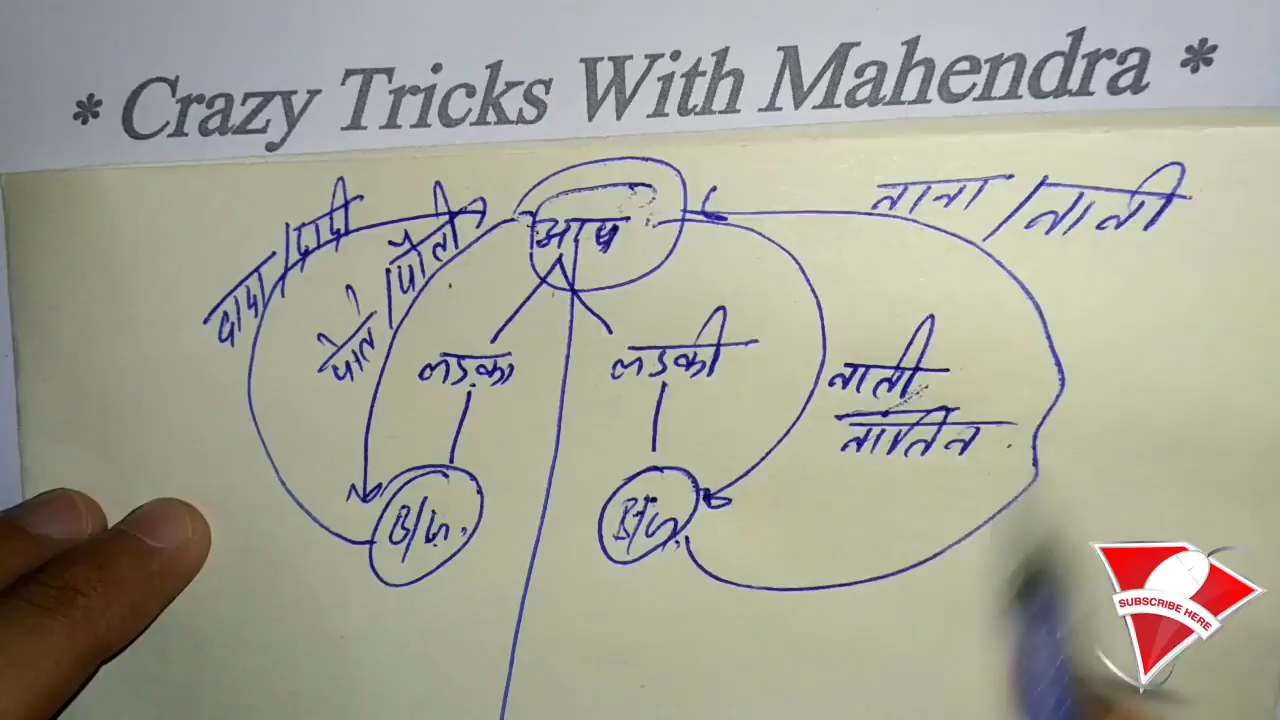 * Crazy Tricks With Mahendra *
दादा/दादी
पोते/पौती
आप
नाना/नानी
लड़का
लड़की
नाती
नातिन
B/G.
B/G.
SUBSCRIBE HERE